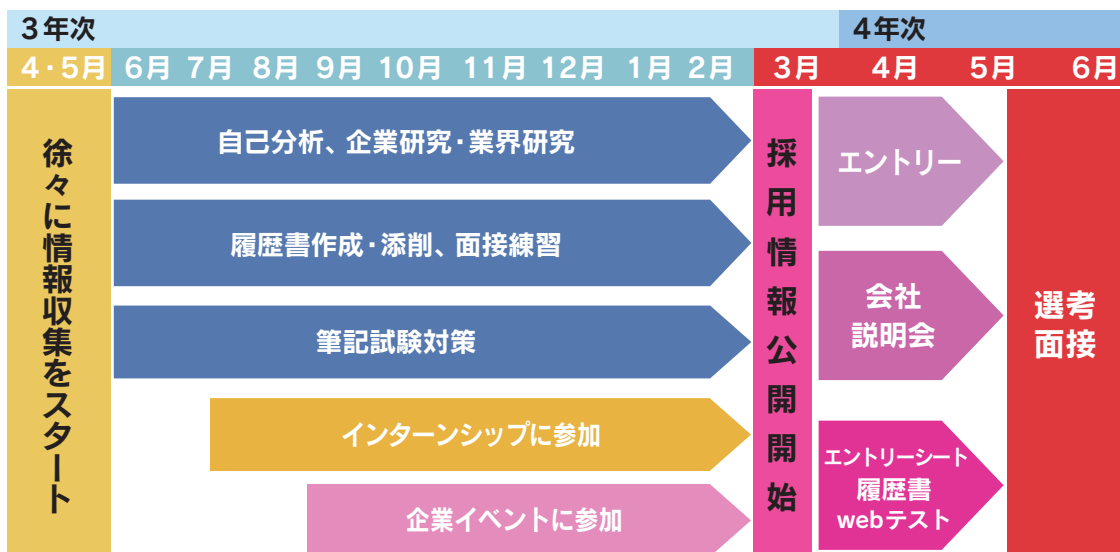 3年次
4年次
4・5月 6月 7月 8月 9月 10月 11月 12月 1月 2月 3月 4月 5月 6月
徐々に情報収集をスタート
自己分析、企業研究・業界研究
履歴書作成・添削、面接練習
筆記試験対策
インターンシップに参加
企業イベントに参加
採用情報公開開始
エントリー
会社
説明会
エントリーシート
履歴書
webテスト
選考
面接